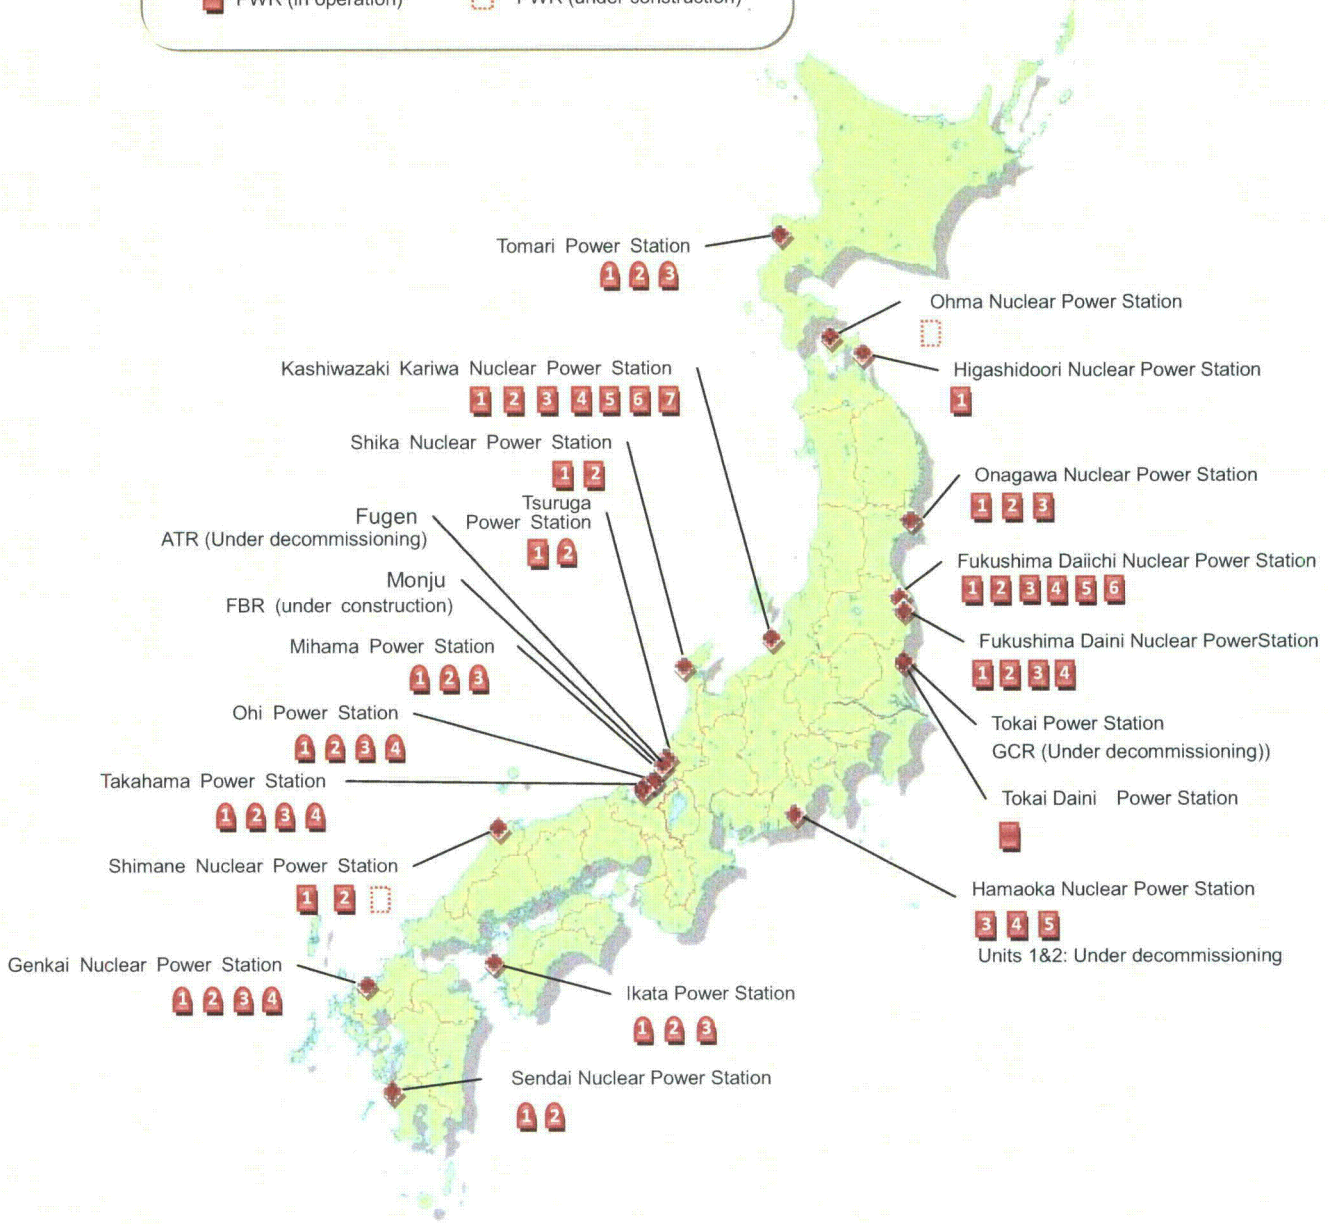 PWR (in operation) PWR (under construction)
Tomari Power Station
1 2 3
Ohma Nuclear Power Station
Higashidoori Nuclear Power Station
1
Kashiwazaki Kariwa Nuclear Power Station
1 2 3 4 5 6 7
Shika Nuclear Power Station
1 2
Onagawa Nuclear Power Station
1 2 3
Tsuruga
Power Station
1 2
Fugen
ATR (Under decommissioning)
Fukushima Daiichi Nuclear Power Station
1 2 3 4 5 6
Monju
FBR (under construction)
Fukushima Daini Nuclear PowerStation
1 2 3 4
Mihama Power Station
1 2 3
Ohi Power Station
1 2 3 4
Tokai Power Station
GCR (Under decommissioning))
Takahama Power Station
1 2 3 4
Tokai Daini Power Station
Shimane Nuclear Power Station
1 2
Hamaoka Nuclear Power Station
3 4 5
Units 1&2: Under decommissioning
Genkai Nuclear Power Station
1 2 3 4
Ikata Power Station
1 2 3
Sendai Nuclear Power Station
1 2